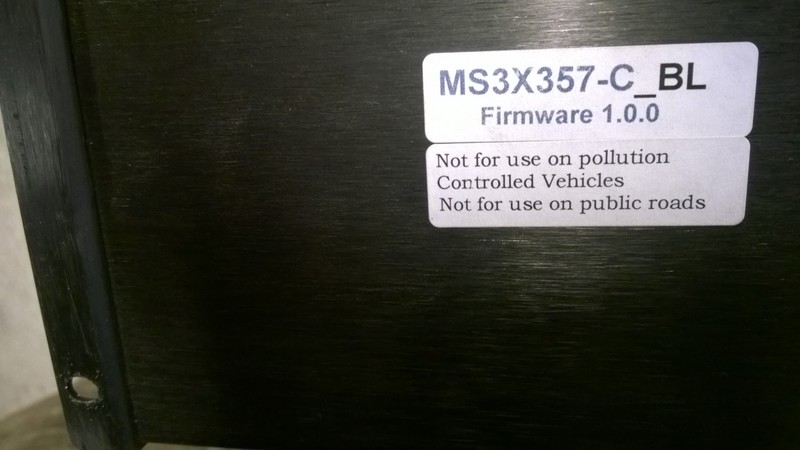 MS3X357-C_BL
Firmware 1.0.0
Not for use on pollution
Controlled Vehicles
Not for use on public roads